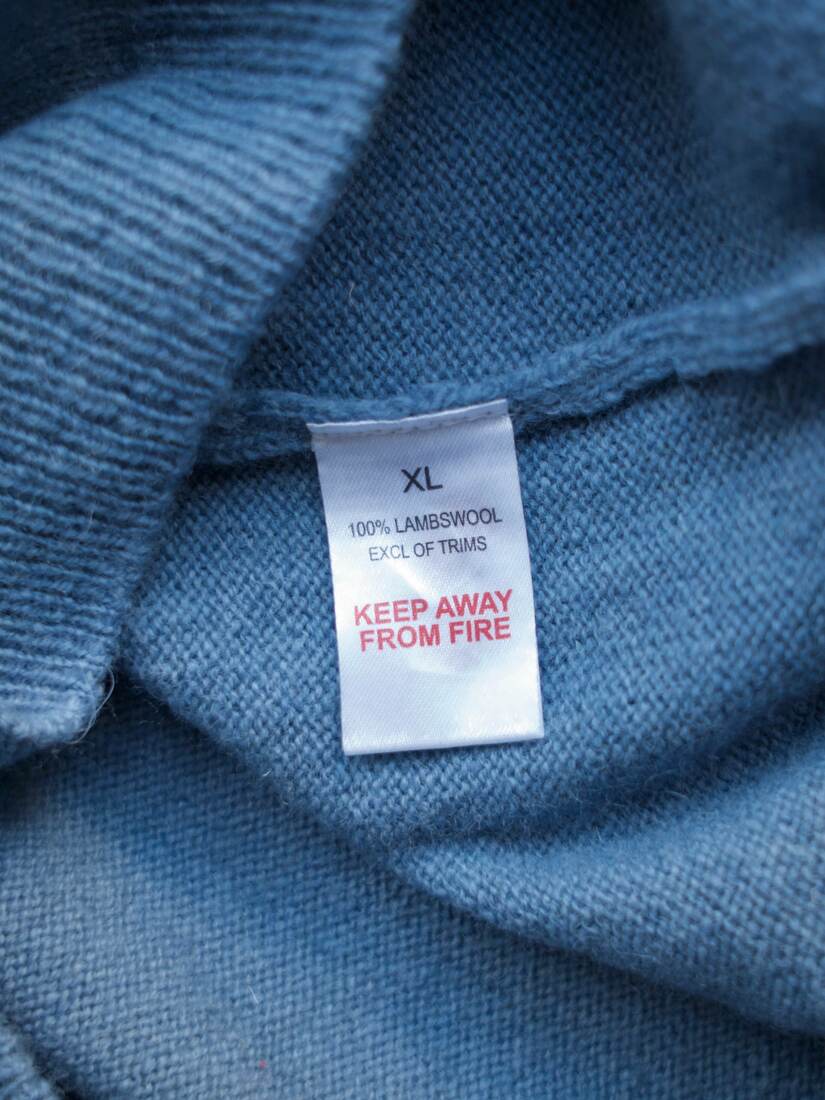 XL
100% LAMBSWOOL
EXCL OF TRIMS
KEEP AWAY
FROM FIRE